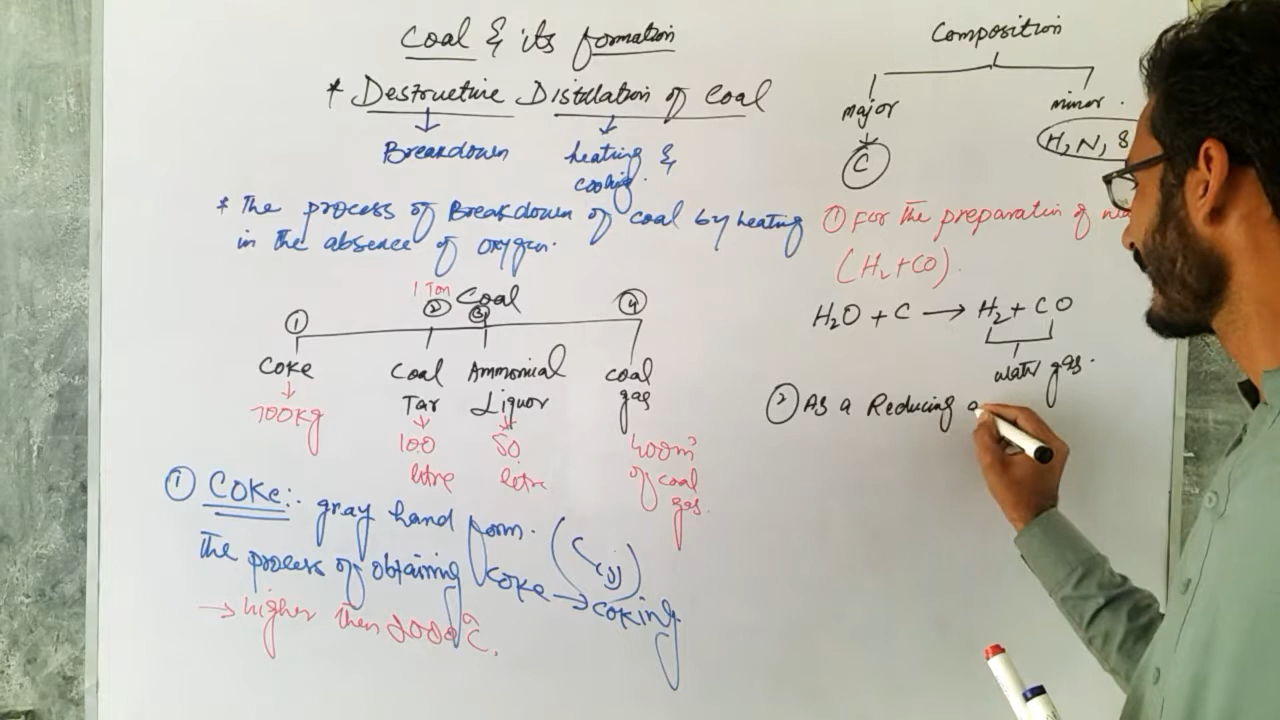 Coal & its formation
* Destructive Distillation of Coal
Breakdown heating & cooling.
* The process of Breakdown of coal by heating
in the absence of oxygen.
1 Ton
Coal
① ② ③ ④
Coke
Coal Tar
Ammonical Liquor
coal gas
700kg
100 litre
50 litre
400m³ of coal gas.
① Coke:- gray hard form.
The process of obtaining coke → coking
→ higher then 1000°C.
Composition
major
minor.
C
H, N, S
① For the preparatin of
(H₂+CO).
H₂O + C → H₂ + CO
water gas.
② As a Reducing a